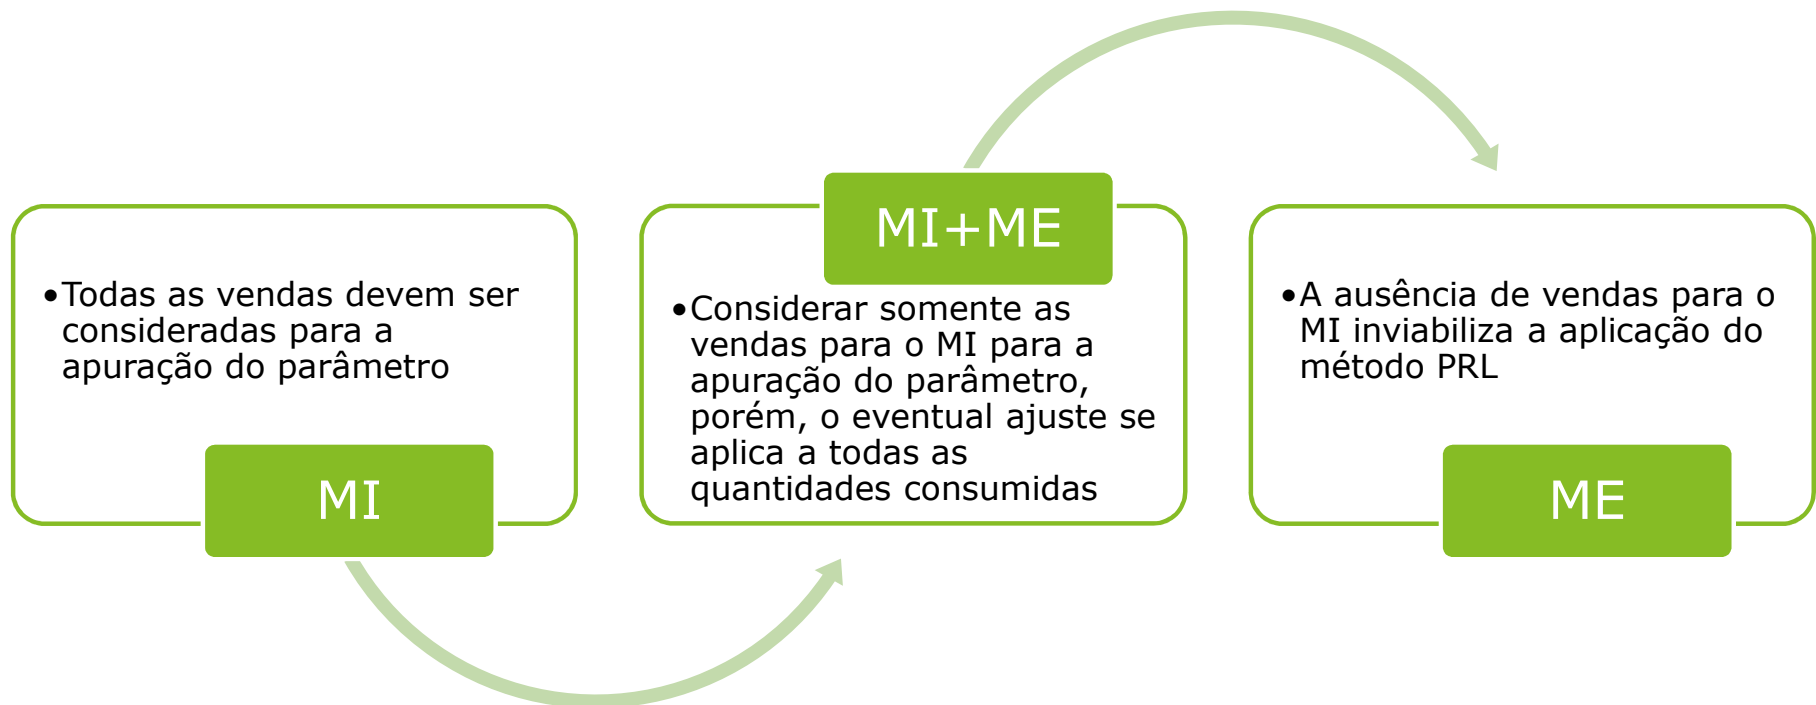 •Todas as vendas devem ser
consideradas para a
apuração do parâmetro
MI
MI+ME
•Considerar somente as
vendas para o MI para a
apuração do parâmetro,
porém, o eventual ajuste se
aplica a todas as
quantidades consumidas
•A ausência de vendas para o
MI inviabiliza a aplicação do
método PRL
ME